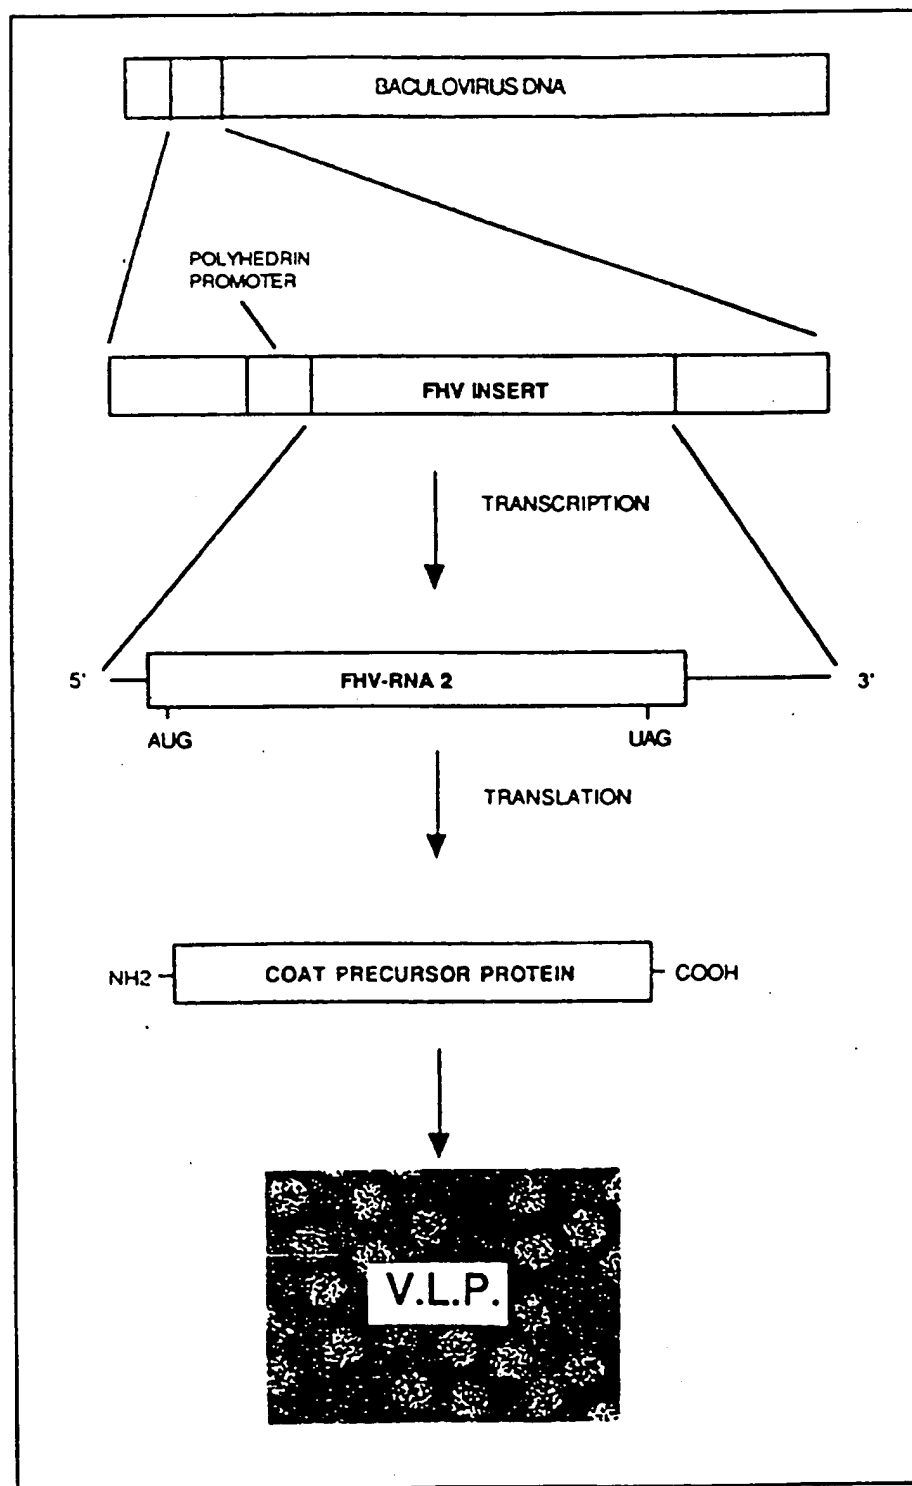 BACULOVIRUS DNA
POLYHEDRIN
PROMOTER
FHV INSERT
TRANSCRIPTION
5'
FHV-RNA 2
3'
AUG
UAG
TRANSLATION
NH2
COAT PRECURSOR PROTEIN
COOH
V.L.P.